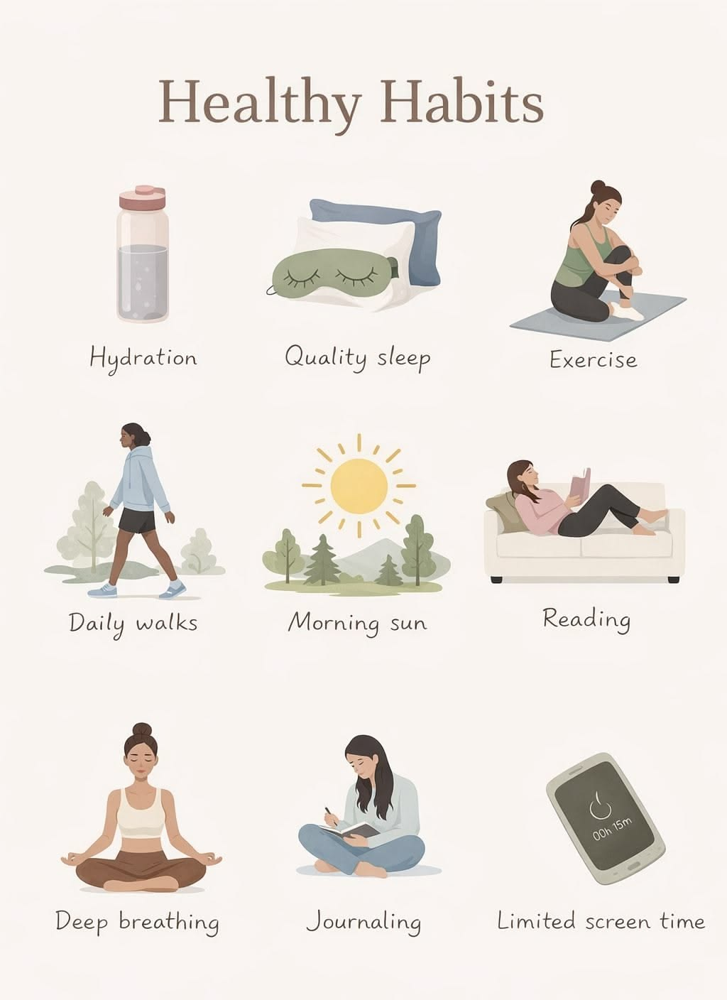 Healthy Habits
Hydration
Quality sleep
Exercise
Daily walks
Morning sun
Reading
Deep breathing
Journaling
00h 15m
Limited screen time